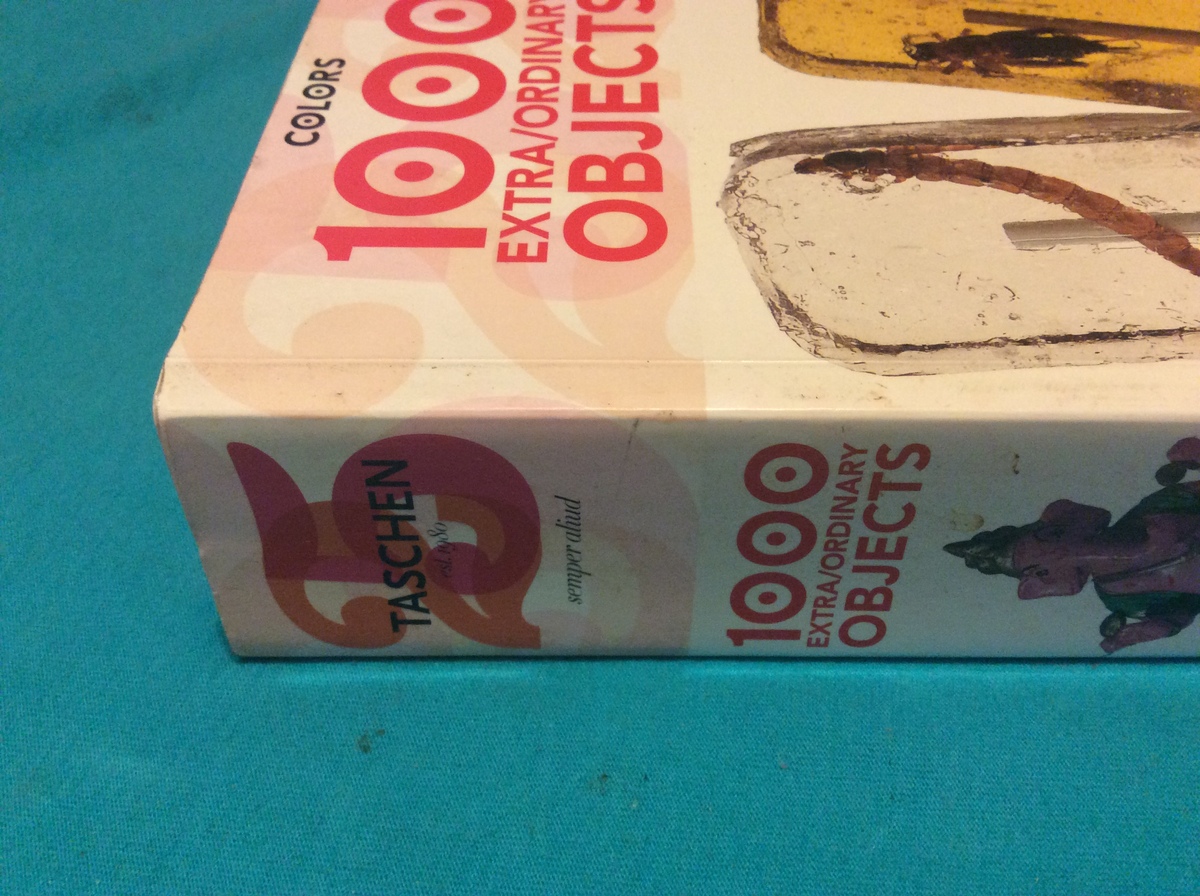 COLORS
1000
EXTRA/ORDINARY
OBJECTS
TASCHEN
est. 1980
semper aliud
1000
EXTRA/ORDINARY
OBJECTS